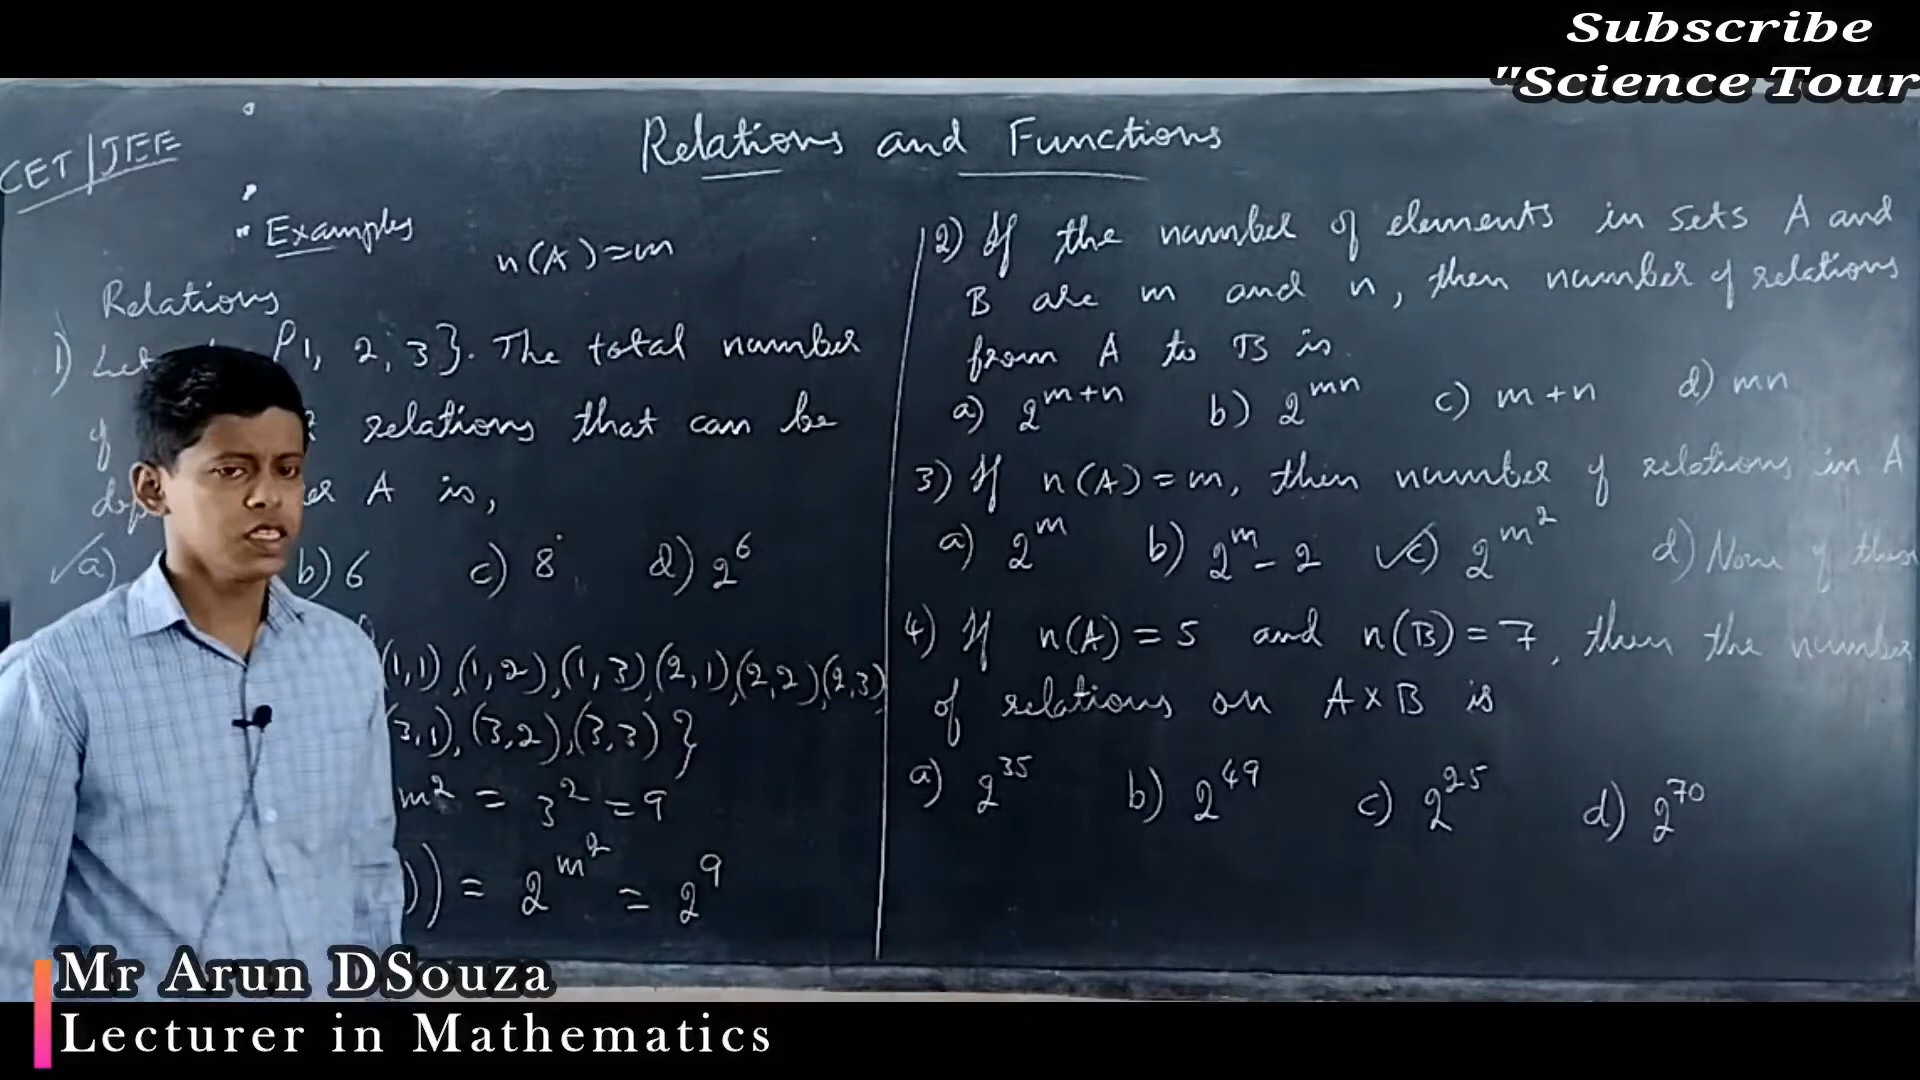 Subscribe
"Science Tour
CET/JEE
Relations and Functions
Examples
n(A)=m
Relations
1) Let {1, 2, 3}. The total number
of relations that can be
A is,
a) b) 6 c) 8 d) 2^6
(1,1),(1,2),(1,3),(2,1),(2,2)(2,3),
(3,1),(3,2),(3,3)}
m² = 3² = 9
)) = 2^m² = 2^9
2) If the number of elements in sets A and
B are m and n, then number of relations
from A to B is.
a) 2^m+n b) 2^mn c) m+n d) mn
3) If n(A)=m, then number of relations in A
a) 2^m b) 2^m-2 ✓c) 2^m² d) None of these
4) If n(A)=5 and n(B)=7, then the number
of relations on A×B is
a) 2^35 b) 2^49 c) 2^25 d) 2^70
Mr Arun DSouza
Lecturer in Mathematics